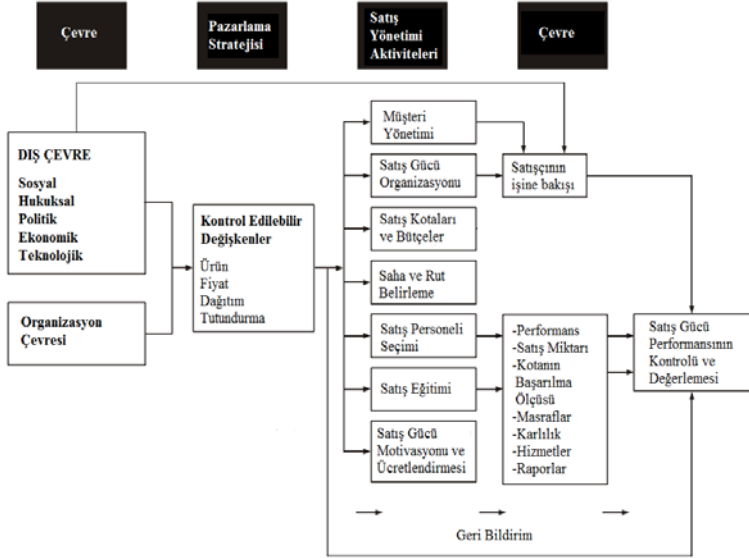 Çevre
Pazarlama
Stratejisi
Satış
Yönetimi
Aktiviteleri
Çevre
DIŞ ÇEVRE
Sosyal
Hukuksal
Politik
Ekonomik
Teknolojik
Organizasyon
Çevresi
Kontrol Edilebilir
Değişkenler
Ürün
Fiyat
Dağıtım
Tutundurma
Müşteri
Yönetimi
Satış Gücü
Organizasyonu
Satış Kotaları
ve Bütçeler
Saha ve Rut
Belirleme
Satış Personeli
Seçimi
Satış Eğitimi
Satış Gücü
Motivasyonu ve
Ücretlendirmesi
Satışçının
işine bakışı
-Performans
-Satış Miktarı
-Kotanın
Başarılma
Ölçüsü
-Masraflar
-Karlılık
-Hizmetler
-Raporlar
Satış Gücü
Performansının
Kontrolü ve
Değerlemesi
Geri Bildirim